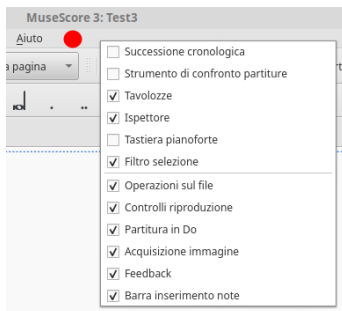 MuseScore 3: Test3
Aiuto
a pagina
Successione cronologica
Strumento di confronto partiture
Tavolozze
Ispettore
Tastiera pianoforte
Filtro selezione
Operazioni sul file
Controlli riproduzione
Partitura in Do
Acquisizione immagine
Feedback
Barra inserimento note